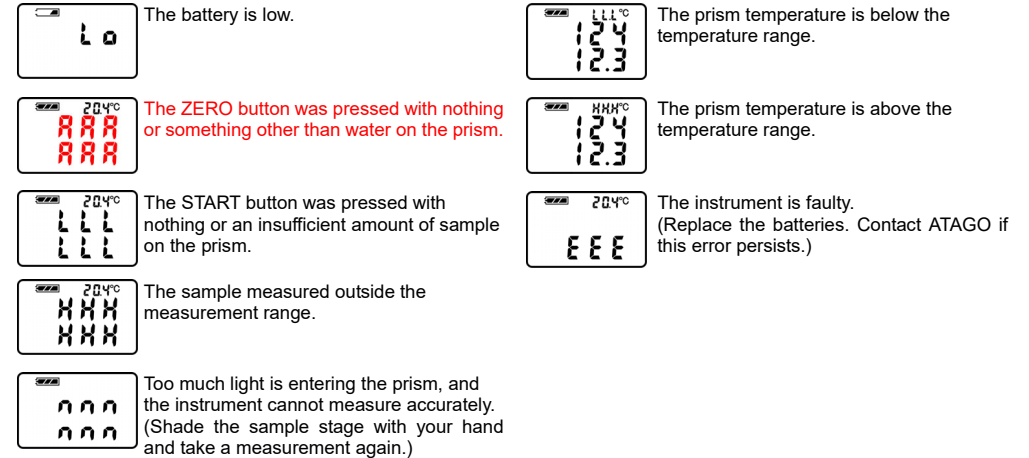 Lo
The battery is low.
20.4°C
AAA
AAA
The ZERO button was pressed with nothing
or something other than water on the prism.
20.4°C
LLL
LLL
The START button was pressed with
nothing or an insufficient amount of sample
on the prism.
20.4°C
HHH
HHH
The sample measured outside the
measurement range.
nnn
nnn
Too much light is entering the prism, and
the instrument cannot measure accurately.
(Shade the sample stage with your hand
and take a measurement again.)
LLL°C
124
12.3
The prism temperature is below the
temperature range.
HHH°C
124
12.3
The prism temperature is above the
temperature range.
20.4°C
EEE
The instrument is faulty.
(Replace the batteries. Contact ATAGO if
this error persists.)